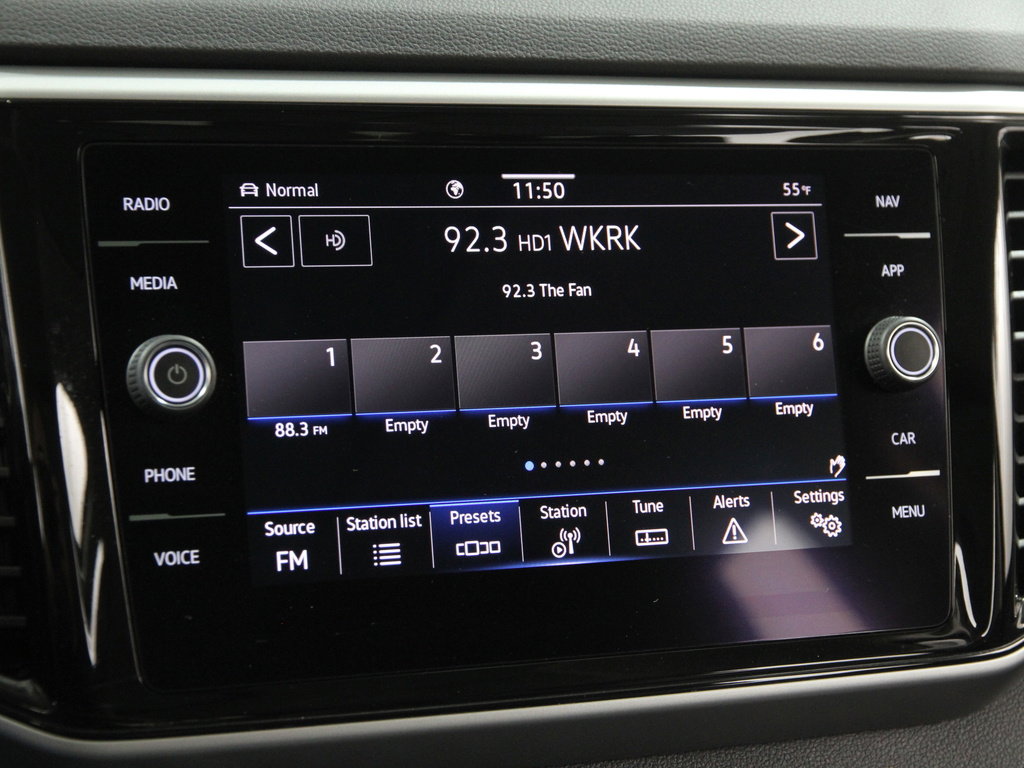 RADIO
MEDIA
PHONE
VOICE
Normal
11:50
55°F
HD
92.3 HD1 WKRK
92.3 The Fan
1
2
3
4
5
6
88.3 FM
Empty
Empty
Empty
Empty
Empty
Source
FM
Station list
Presets
Station
Tune
Alerts
Settings
NAV
APP
CAR
MENU